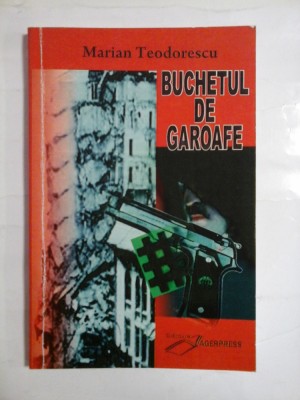 Marian Teodorescu
BUCHETUL
DE
GAROAFE